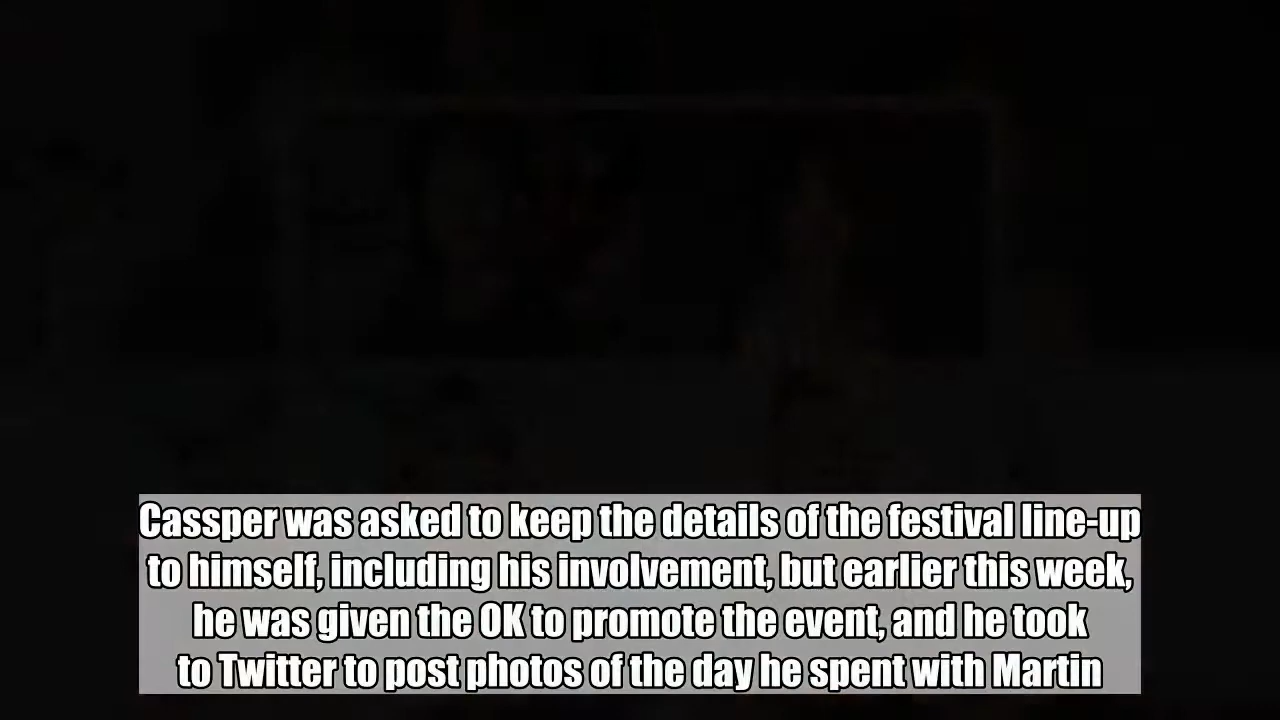 Cassper was asked to keep the details of the festival line-up
to himself, including his involvement, but earlier this week,
he was given the OK to promote the event, and he took
to Twitter to post photos of the day he spent with Martin